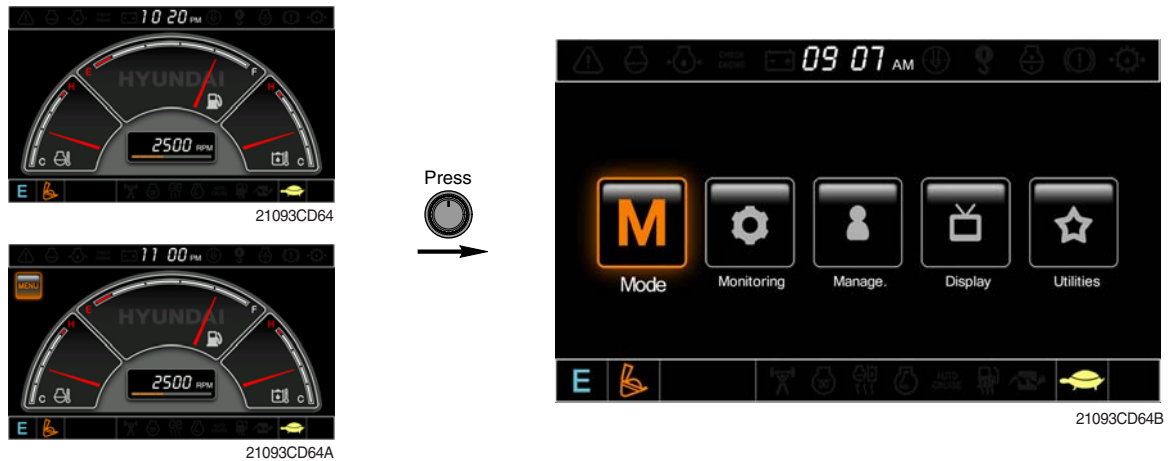 10 20 PM
E F
HYUNDAI
H H
2500 RPM
C C
E
21093CD64
11 00 PM
MENU
E F
HYUNDAI
H H
2500 RPM
C C
E
21093CD64A
Press
CHECK ENGINE 09 07 AM
M
Mode Monitoring Manage. Display Utilities
E AUTO CRUISE
21093CD64B